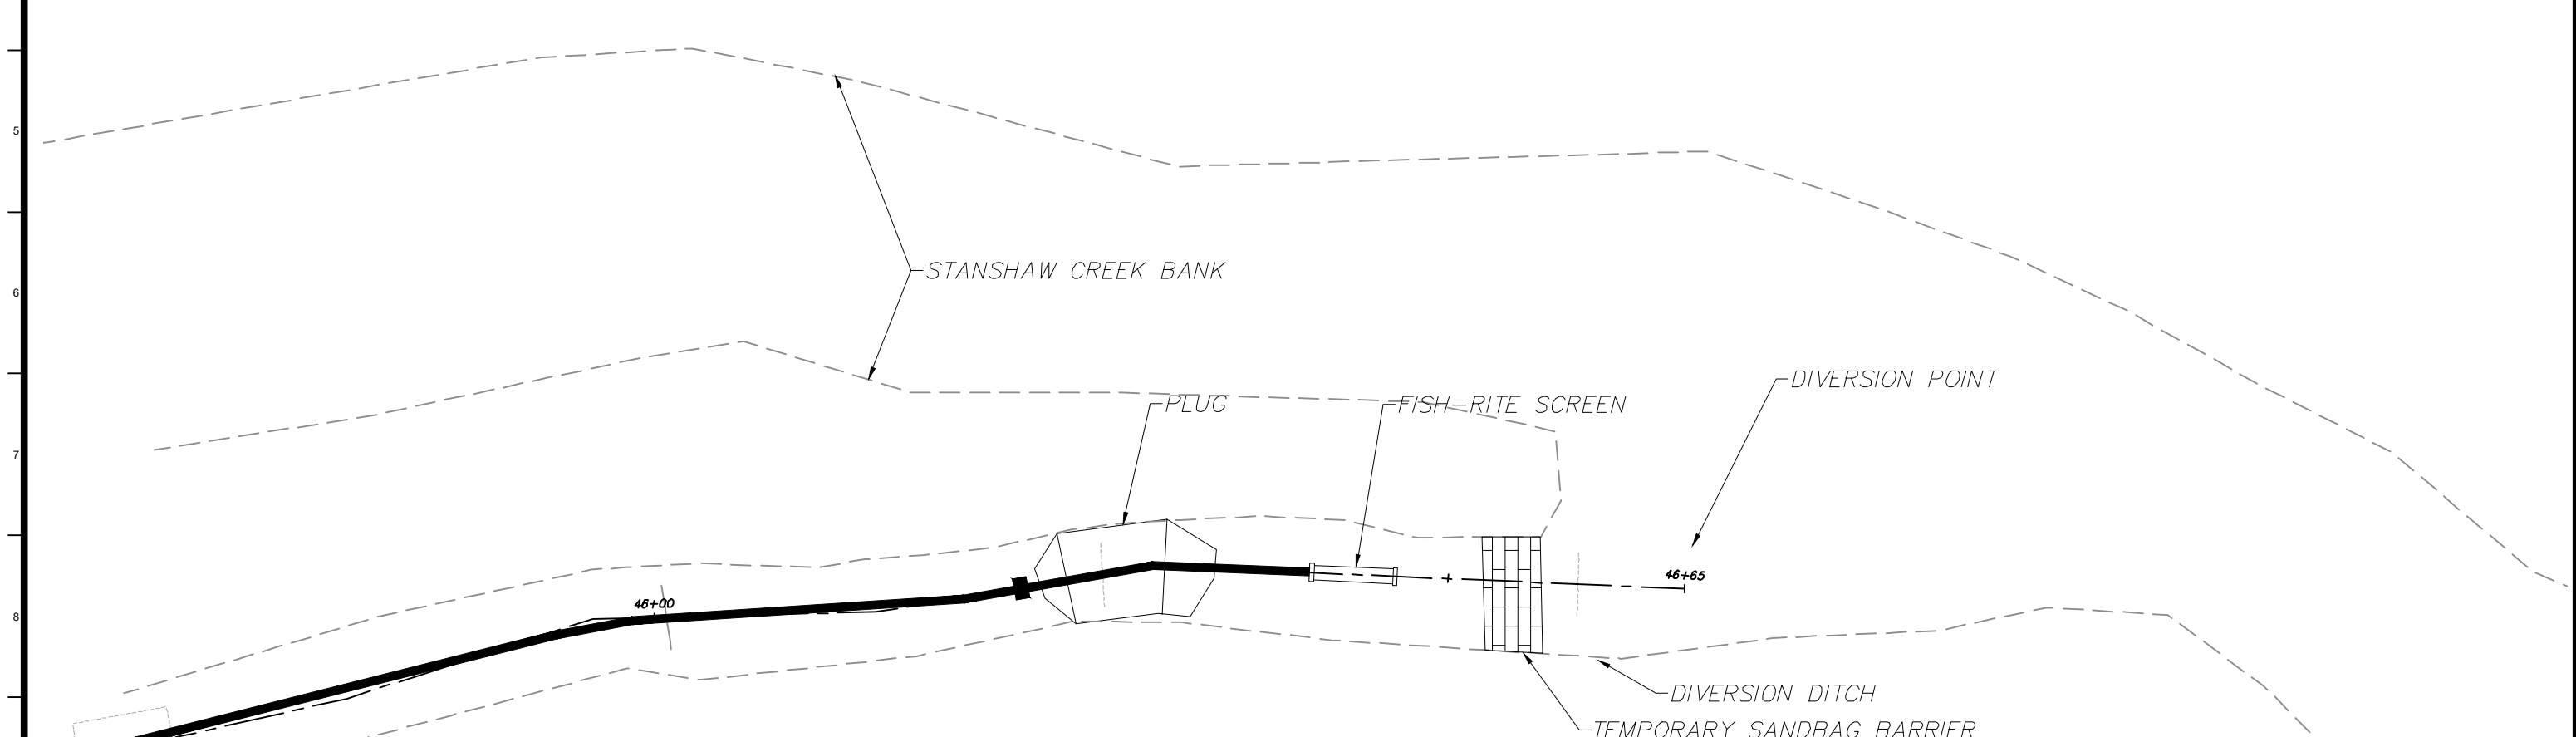 5
STANSHAW CREEK BANK
6
DIVERSION POINT
PLUG
FISH-RITE SCREEN
7
46+65
46+00
8
DIVERSION DITCH
TEMPORARY SANDBAG BARRIER